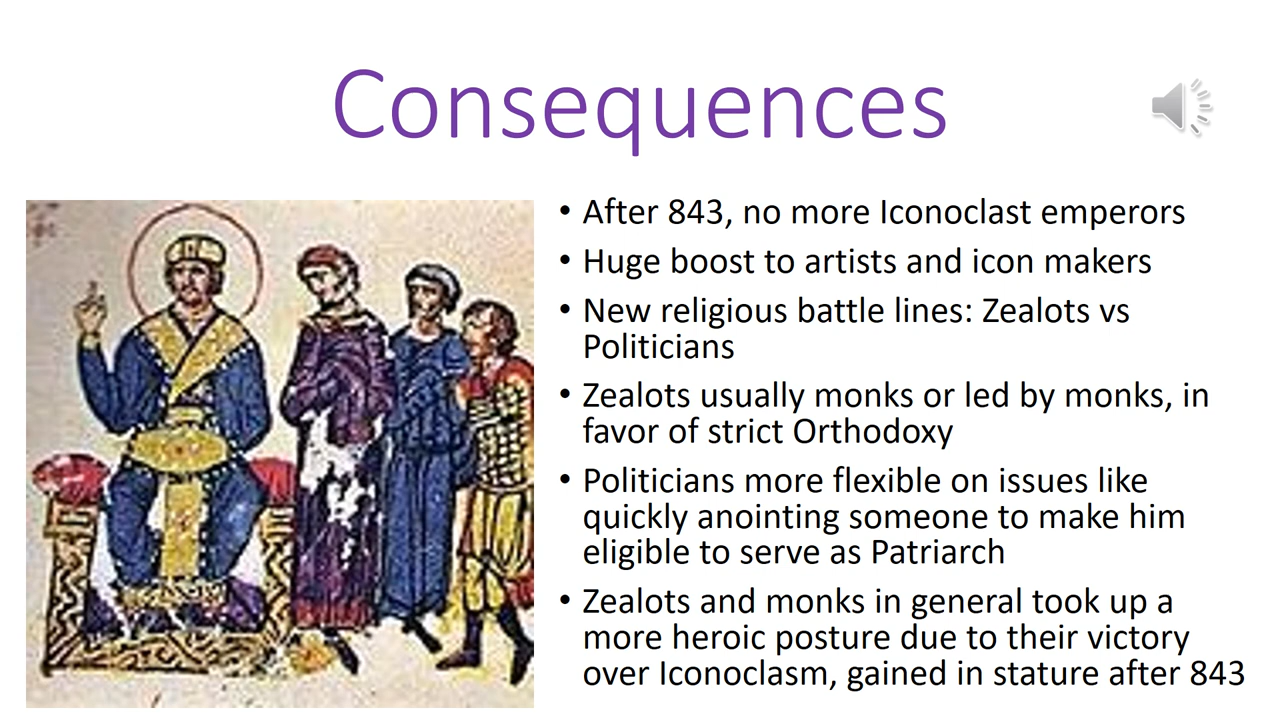 Consequences
• After 843, no more Iconoclast emperors
• Huge boost to artists and icon makers
• New religious battle lines: Zealots vs
Politicians
• Zealots usually monks or led by monks, in
favor of strict Orthodoxy
• Politicians more flexible on issues like
quickly anointing someone to make him
eligible to serve as Patriarch
• Zealots and monks in general took up a
more heroic posture due to their victory
over Iconoclasm, gained in stature after 843